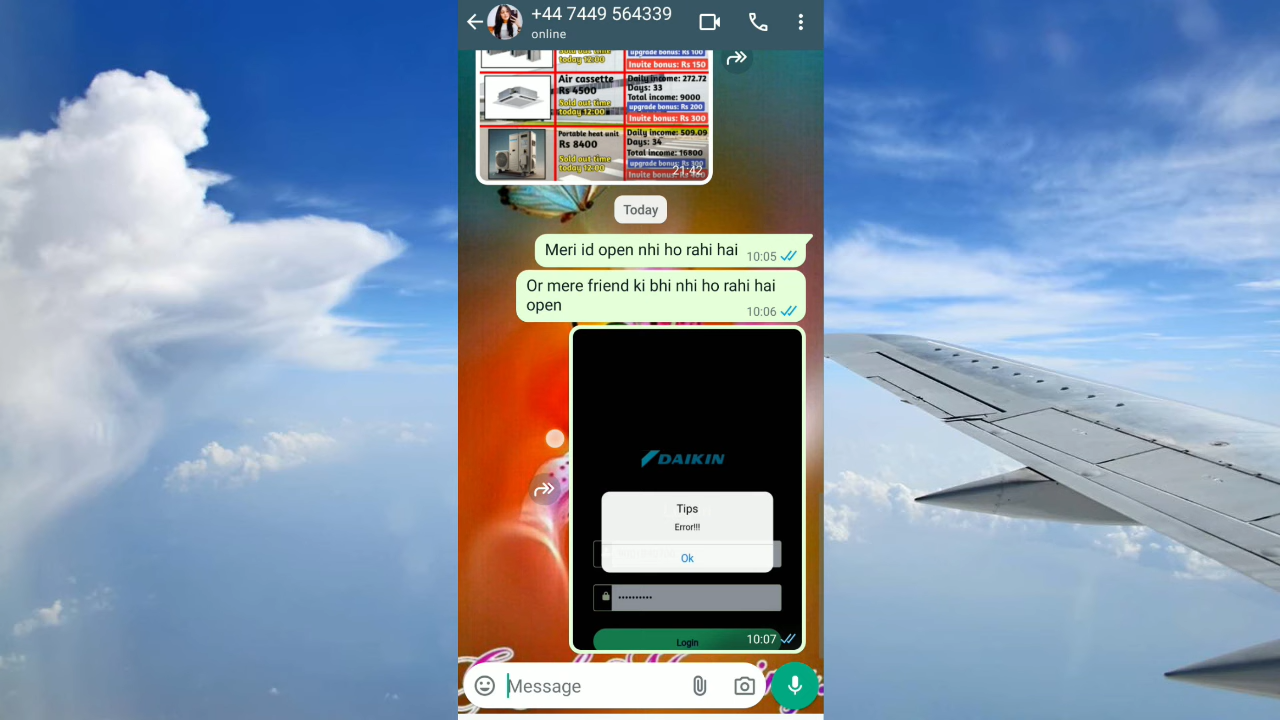 +44 7449 564339
online
upgrade bonus: Rs 100
today 12:00
Invite bonus: Rs 150
Air cassette
Rs 4500
Sold out time
today 12:00
Daily income: 272.72
Days: 33
Total income: 9000
upgrade bonus: Rs 200
Invite bonus: Rs 300
Portable heat unit
Rs 8400
Sold out time
today 12:00
Daily income: 509.09
Days: 34
Total income: 16800
upgrade bonus: Rs 300
Invite bonus: Rs
21:42
Today
Meri id open nhi ho rahi hai
10:05
Or mere friend ki bhi nhi ho rahi hai
open
10:06
DAIKIN
Tips
Error!!!
Ok
Login
10:07
Message